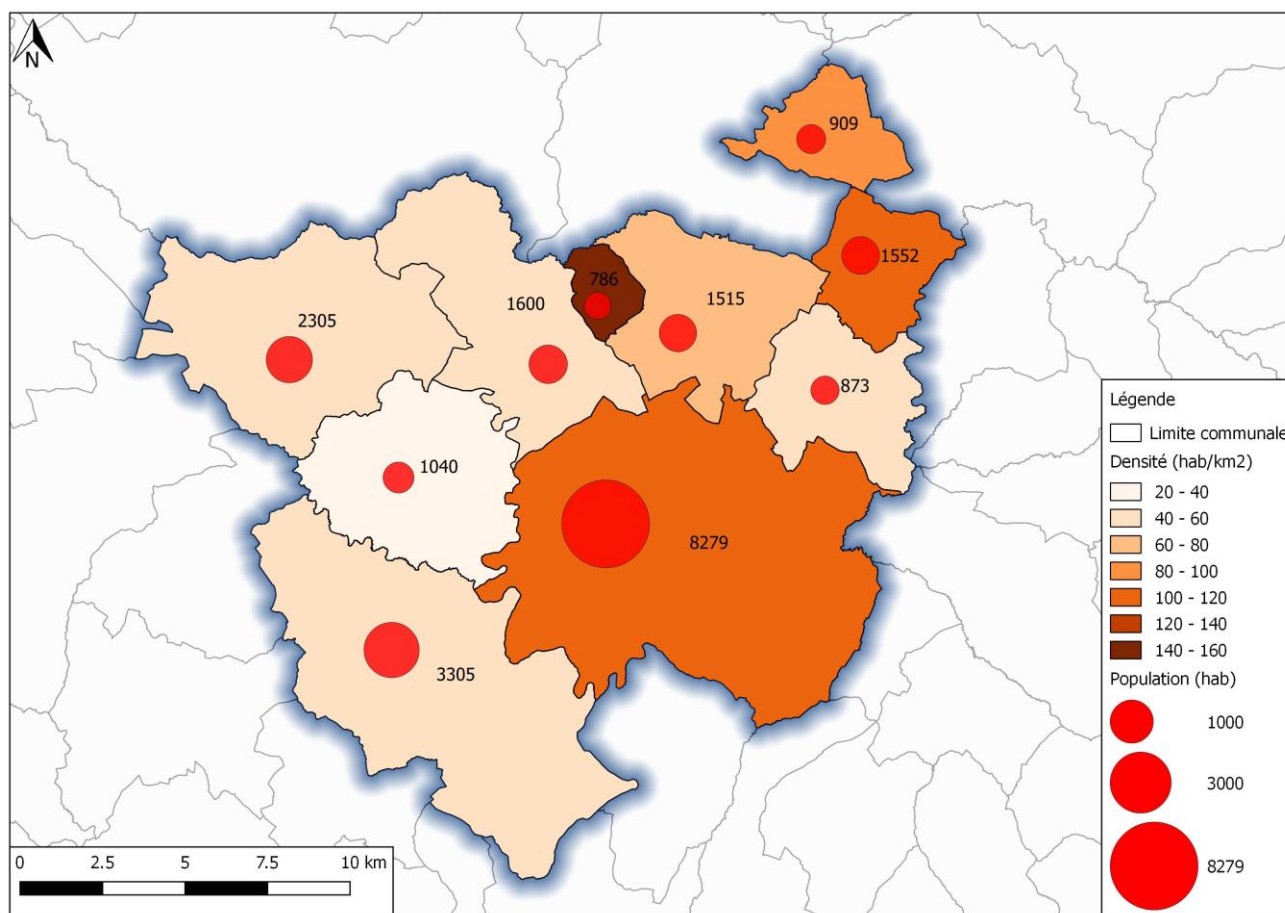 N
909
1552
786
1515
1600
2305
873
1040
8279
3305
0 2.5 5 7.5 10 km
Légende
Limite communale
Densité (hab/km2)
20 - 40
40 - 60
60 - 80
80 - 100
100 - 120
120 - 140
140 - 160
Population (hab)
1000
3000
8279